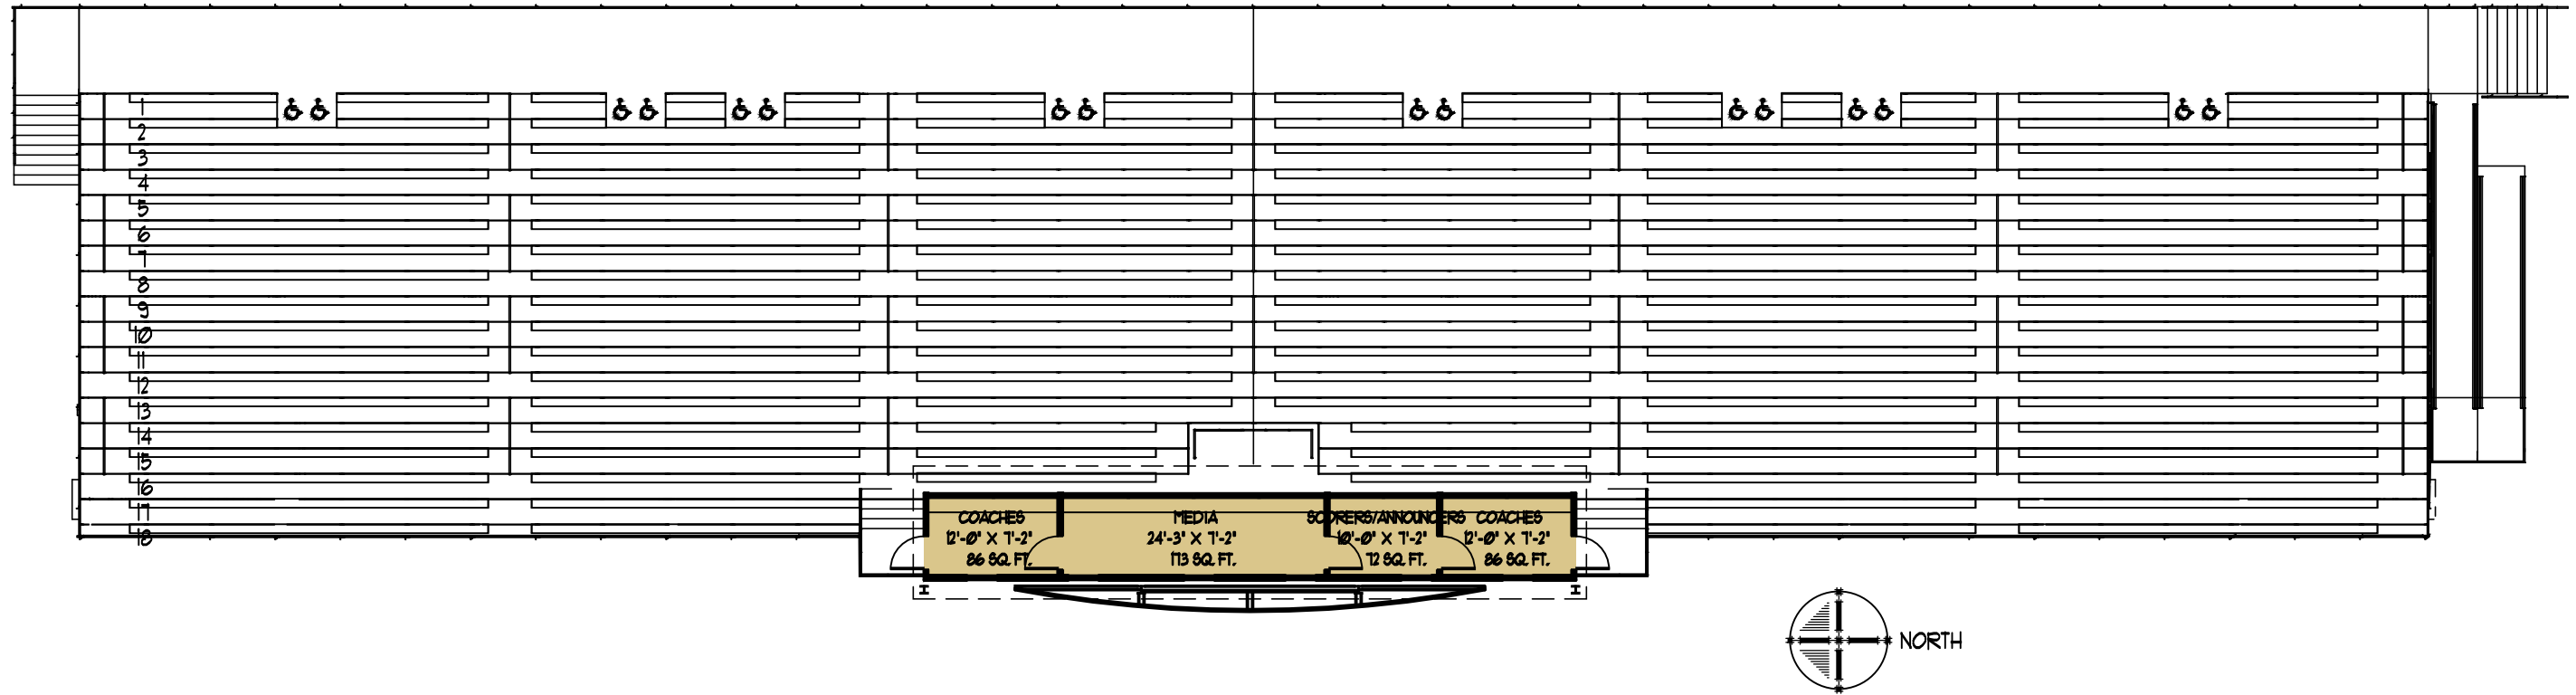 1
2
3
4
5
6
7
8
9
10
11
12
13
14
15
16
17
18
COACHES
12'-0" X 7'-2"
86 SQ. FT.
MEDIA
24'-3" X 7'-2"
173 SQ. FT.
SCORERS/ANNOUNCERS
10'-0" X 7'-2"
72 SQ. FT.
COACHES
12'-0" X 7'-2"
86 SQ. FT.
NORTH